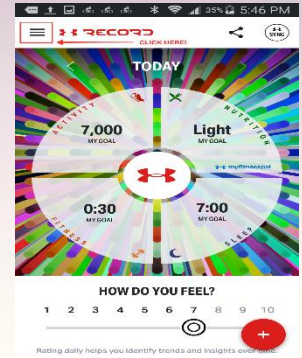 35% 5:46 PM
RECORD
SYNC
CLICK HERE!
TODAY
ACTIVITY
NUTRITION
7,000
MY GOAL
Light
MY GOAL
myfitnesspal
0:30
MY GOAL
7:00
MY GOAL
FITNESS
SLEEP
HOW DO YOU FEEL?
1 2 3 4 5 6 7 8 9 10
+
Rating daily helps you identify trends and insights over time.